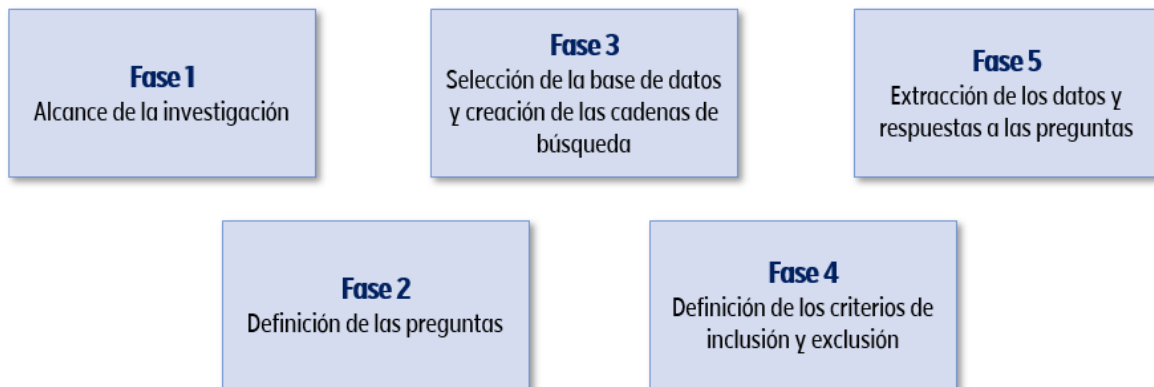 Fase 1
Alcance de la investigación
Fase 3
Selección de la base de datos
y creación de las cadenas de
búsqueda
Fase 5
Extracción de los datos y
respuestas a las preguntas
Fase 2
Definición de las preguntas
Fase 4
Definición de los criterios de
inclusión y exclusión